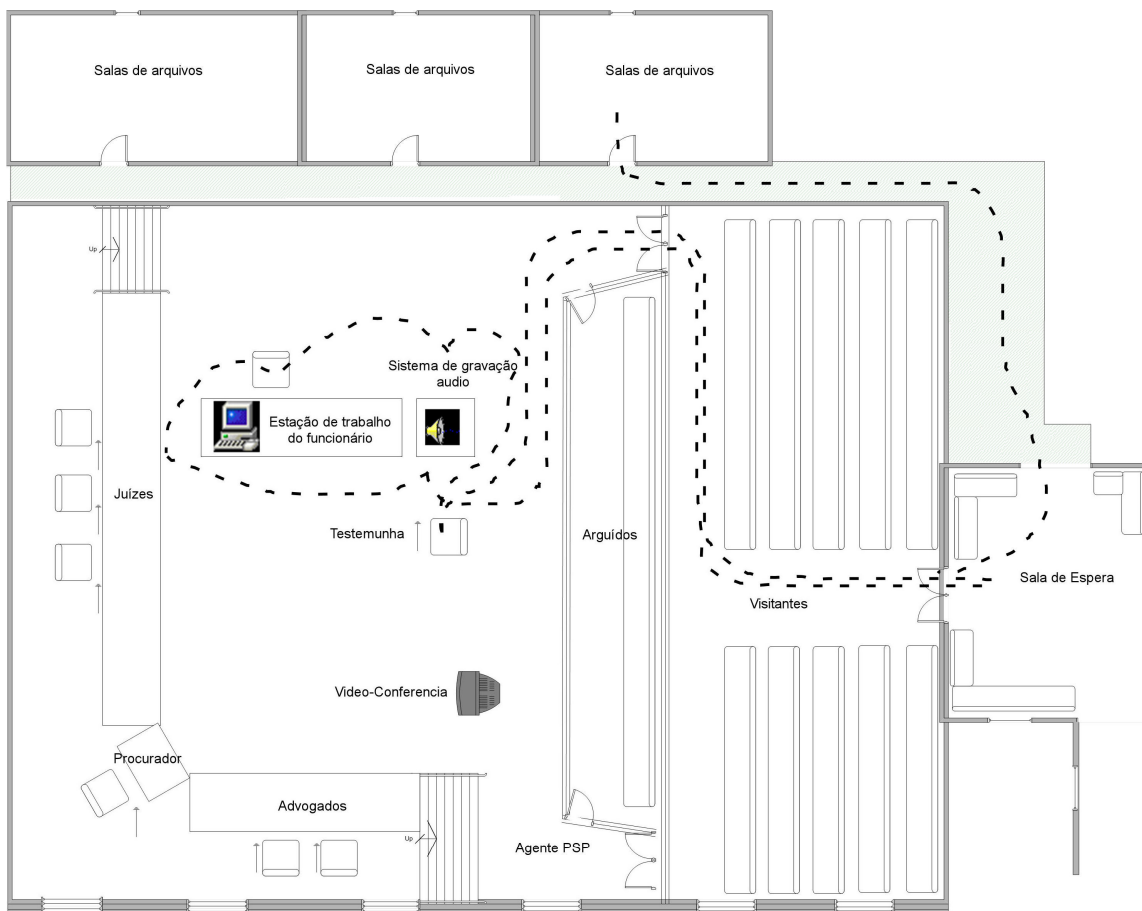 Salas de arquivos
Salas de arquivos
Salas de arquivos
Up
Sistema de gravação
audio
Estação de trabalho
do funcionário
Juízes
Testemunha
Arguídos
Sala de Espera
Visitantes
Video-Conferencia
Procurador
Advogados
Up
Agente PSP